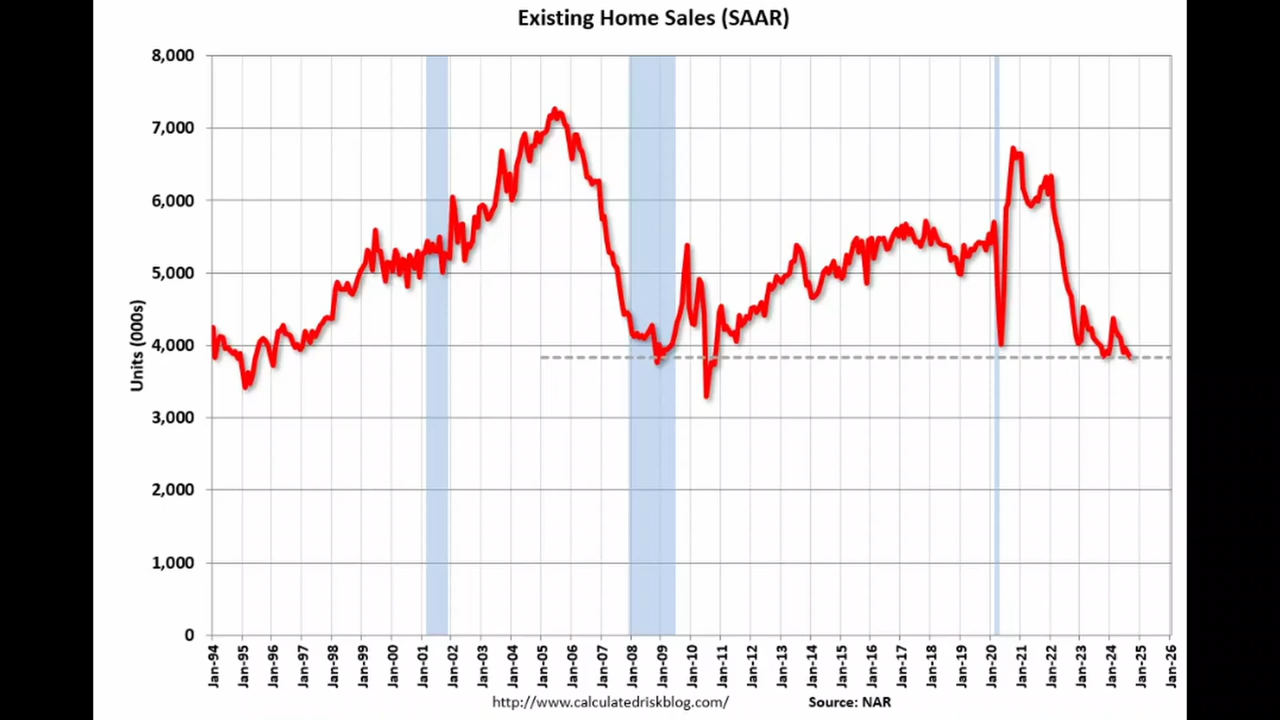 Existing Home Sales (SAAR)
8,000
7,000
6,000
5,000
4,000
3,000
2,000
1,000
0
Units (000s)
Jan-94
Jan-95
Jan-96
Jan-97
Jan-98
Jan-99
Jan-00
Jan-01
Jan-02
Jan-03
Jan-04
Jan-05
Jan-06
Jan-07
Jan-08
Jan-09
Jan-10
Jan-11
Jan-12
Jan-13
Jan-14
Jan-15
Jan-16
Jan-17
Jan-18
Jan-19
Jan-20
Jan-21
Jan-22
Jan-23
Jan-24
Jan-25
Jan-26
http://www.calculatedriskblog.com/
Source: NAR